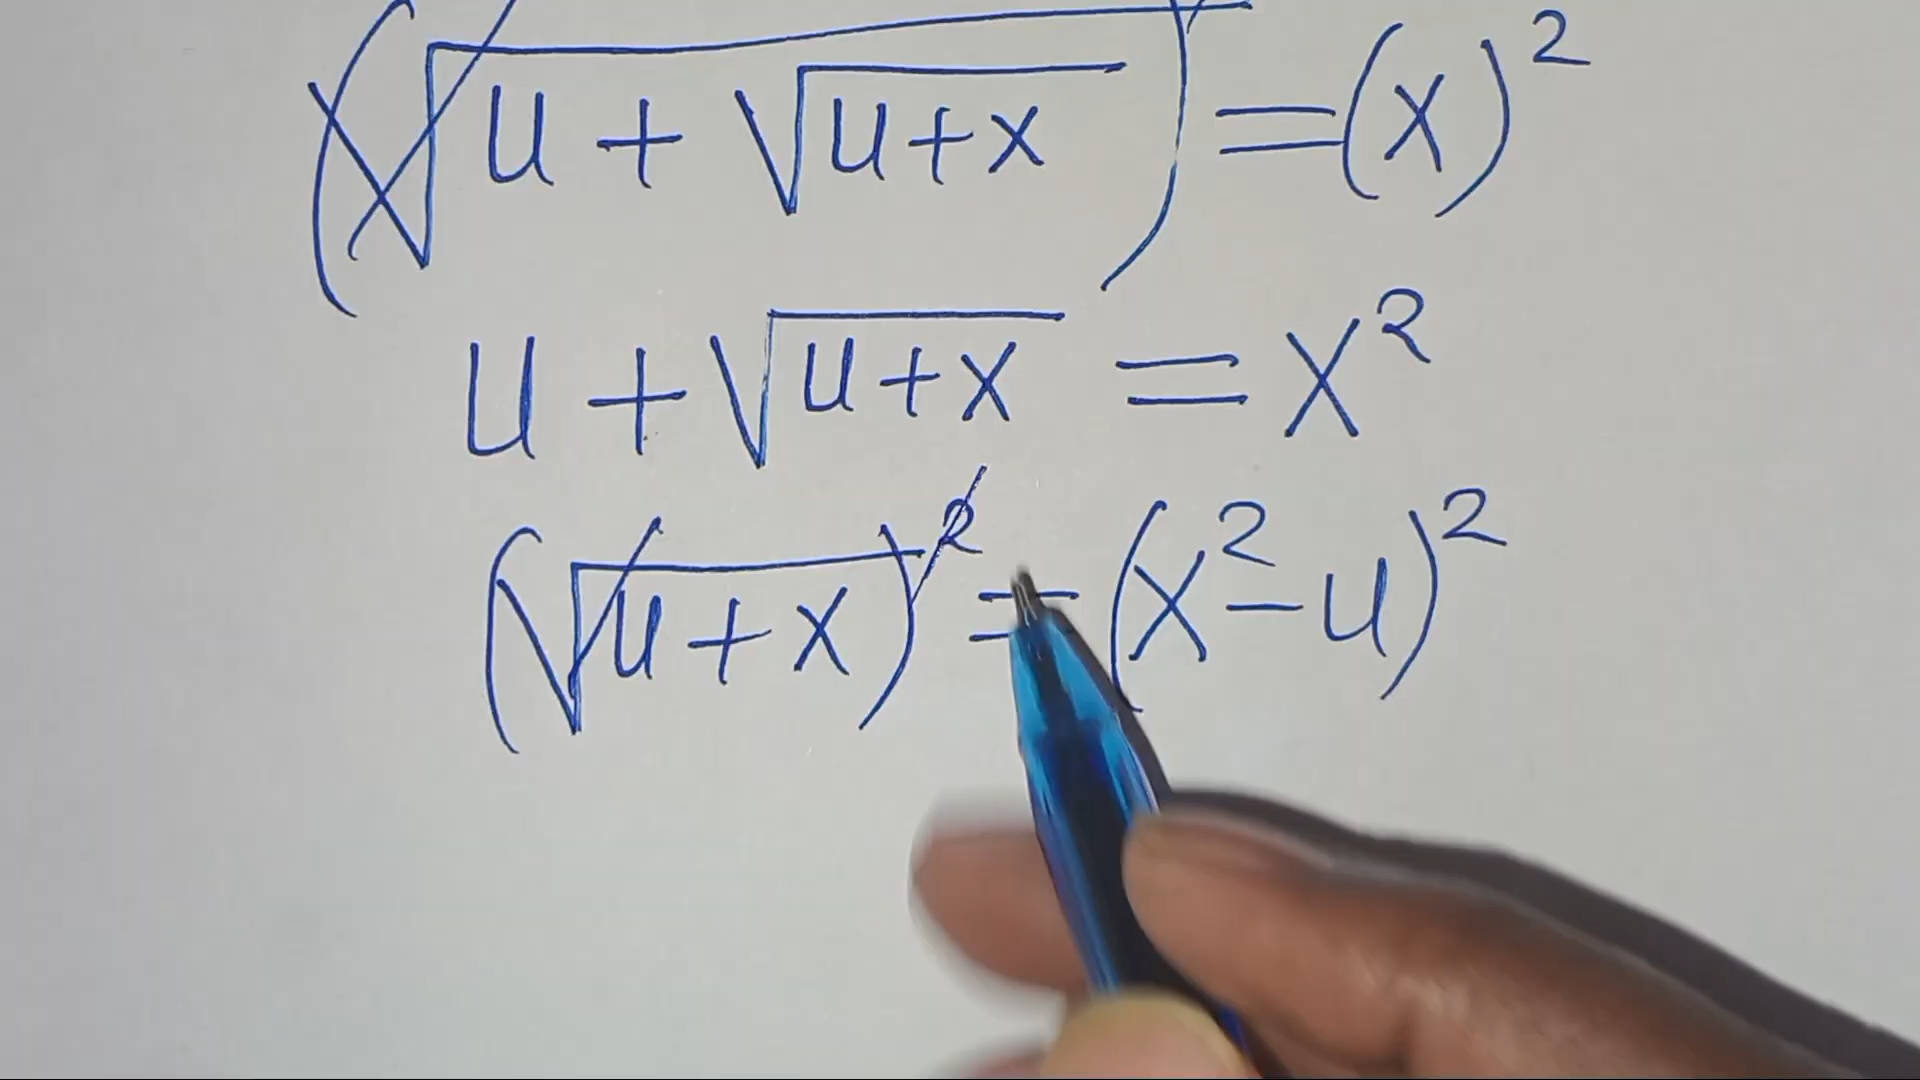 (√(u + √(u+x)))² = (x)²
u + √(u+x) = x²
(√(u+x))² = (x² − u)²